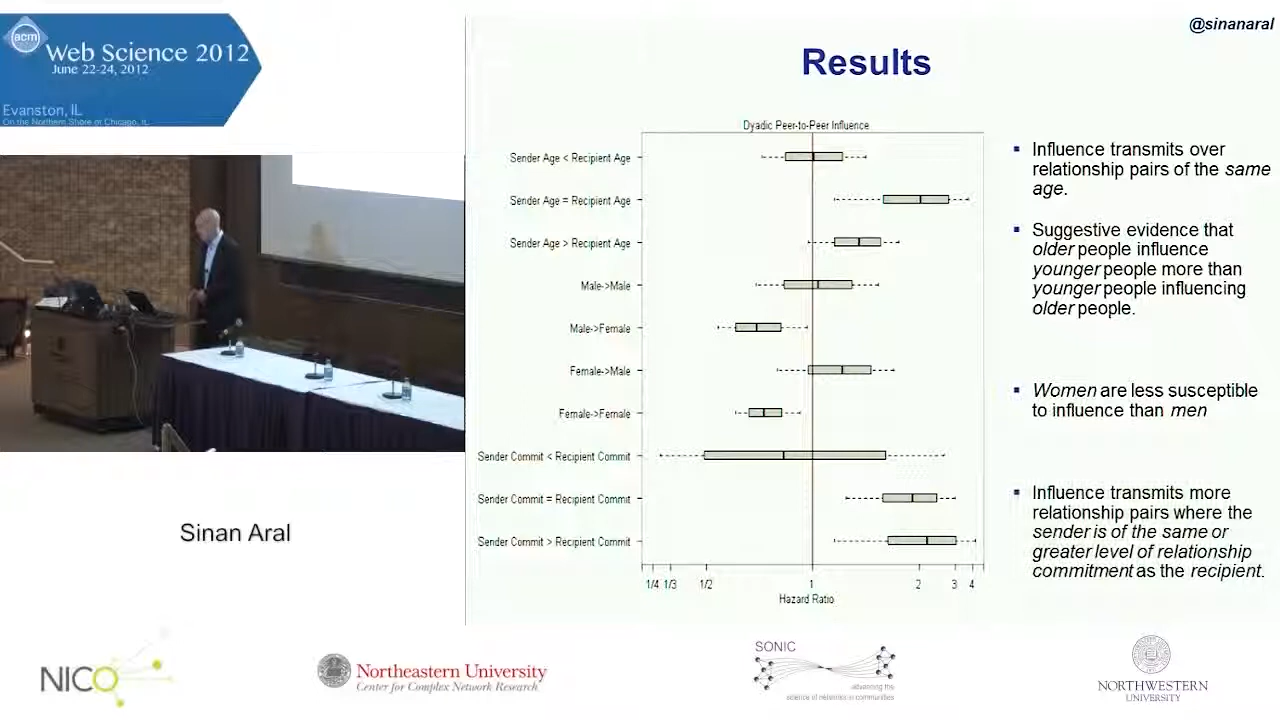 @sinanaral
acm
Web Science 2012
June 22-24, 2012
Evanston, IL
On the Northern Shore of Chicago, IL
Results
Dyadic Peer-to-Peer Influence
Sender Age < Recipient Age
Sender Age = Recipient Age
Sender Age > Recipient Age
Male->Male
Male->Female
Female->Male
Female->Female
Sender Commit < Recipient Commit
Sender Commit = Recipient Commit
Sender Commit > Recipient Commit
1/4 1/3 1/2 1 2 3 4
Hazard Ratio
Influence transmits over
relationship pairs of the same
age.
Suggestive evidence that
older people influence
younger people more than
younger people influencing
older people.
Women are less susceptible
to influence than men
Influence transmits more
relationship pairs where the
sender is of the same or
greater level of relationship
commitment as the recipient.
Sinan Aral
NICO
Northeastern University
Center for Complex Network Research
SONIC
advancing the
science of networks in communities
NORTHWESTERN
UNIVERSITY